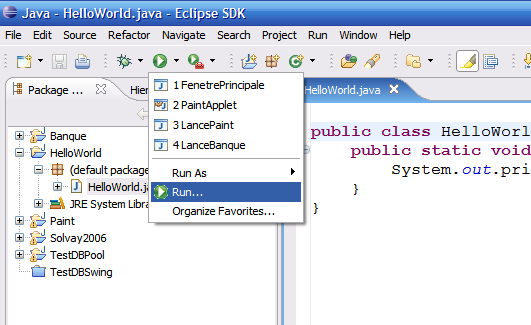 Java - HelloWorld.java - Eclipse SDK
File Edit Source Refactor Navigate Search Project Run Window Help
Package ... Hier
HelloWorld.java
1 FenetrePrincipale
2 PaintApplet
3 LancePaint
4 LanceBanque
Run As
Run...
Organize Favorites...
Banque
HelloWorld
(default package
HelloWorld.ja
JRE System Libr
Paint
Solvay2006
TestDBPool
TestDBSwing
public class HelloWorl
public static void
System.out.pri
}
}